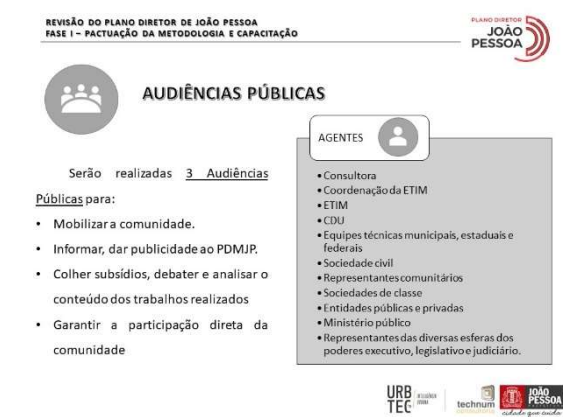 REVISÃO DO PLANO DIRETOR DE JOÃO PESSOA
FASE I – PACTUAÇÃO DA METODOLOGIA E CAPACITAÇÃO
PLANO DIRETOR
JOÃO
PESSOA
AUDIÊNCIAS PÚBLICAS
Serão realizadas 3 Audiências
Públicas para:
• Mobilizar a comunidade.
• Informar, dar publicidade ao PDMJP.
• Colher subsídios, debater e analisar o
conteúdo dos trabalhos realizados
• Garantir a participação direta da
comunidade
AGENTES
• Consultora
• Coordenação da ETIM
• ETIM
• CDU
• Equipes técnicas municipais, estaduais e
federais
• Sociedade civil
• Representantes comunitários
• Sociedades de classe
• Entidades públicas e privadas
• Ministério público
• Representantes das diversas esferas dos
poderes executivo, legislativo e judiciário.
URB
TEC
technum
consultoria
JOÃO
PESSOA
cidade que cuida